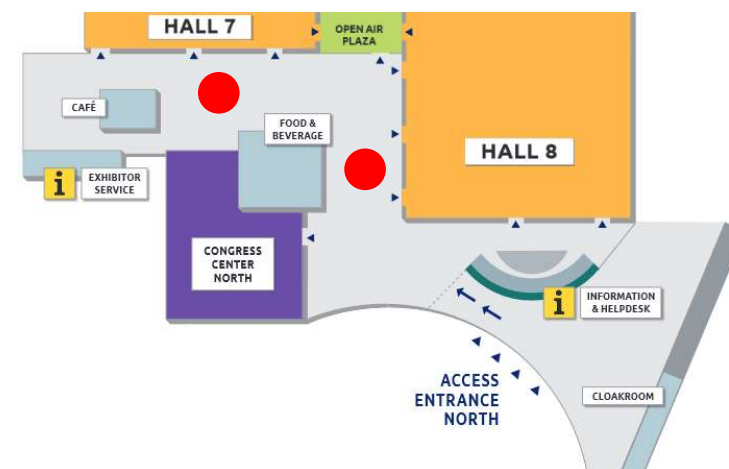 HALL 7
OPEN AIR
PLAZA
CAFÉ
FOOD &
BEVERAGE
HALL 8
i
EXHIBITOR
SERVICE
CONGRESS
CENTER
NORTH
i
INFORMATION
& HELPDESK
ACCESS
ENTRANCE
NORTH
CLOAKROOM